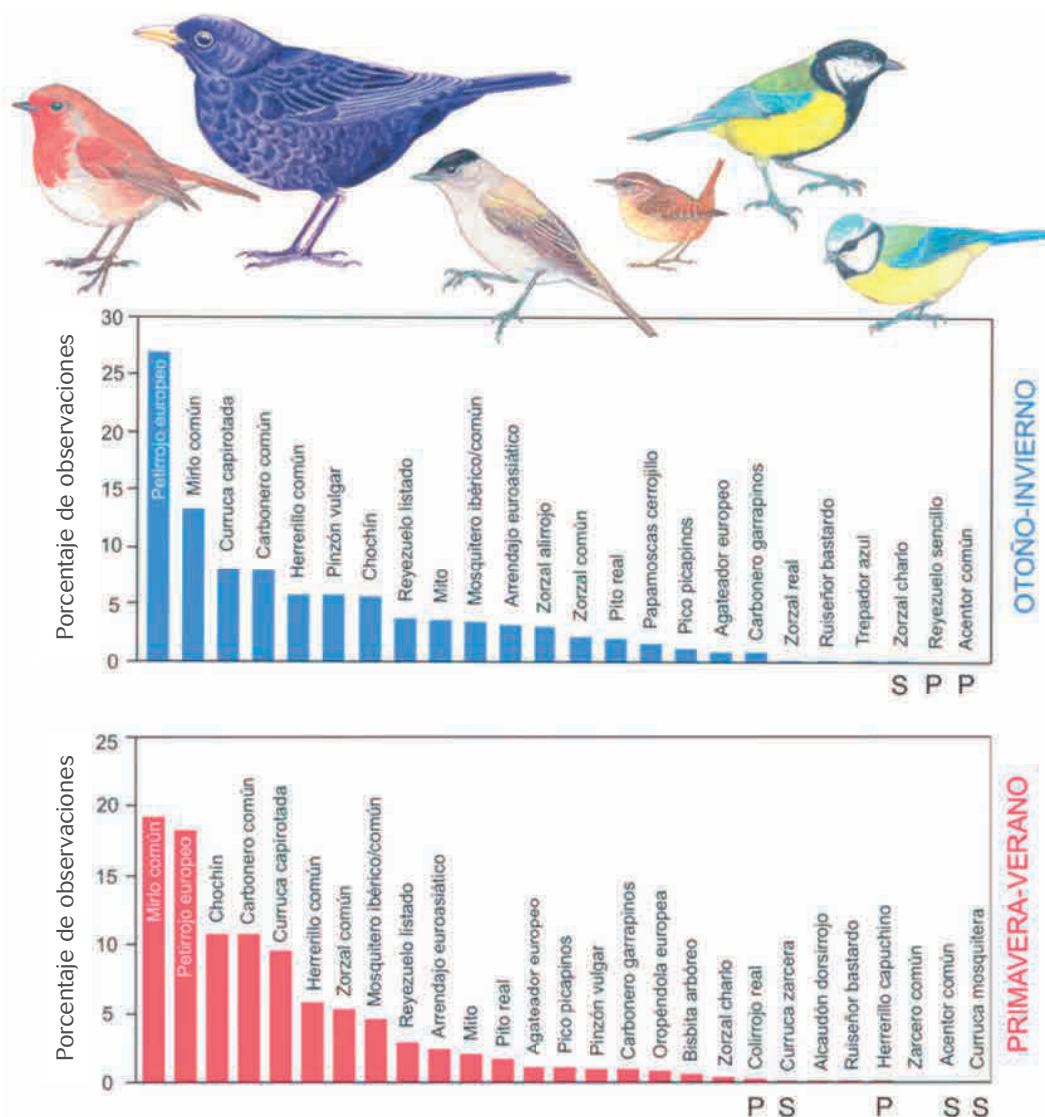 30
25
20
15
10
5
0
Porcentaje de observaciones
Petirrojo europeo
Mirlo común
Curruca capirotada
Carbonero común
Herrerillo común
Pinzón vulgar
Chochín
Reyezuelo listado
Mito
Mosquitero ibérico/común
Arrendajo euroasiático
Zorzal alirrojo
Zorzal común
Pito real
Papamoscas cerrojillo
Pico picapinos
Agateador europeo
Carbonero garrapinos
Zorzal real
Ruiseñor bastardo
Trepador azul
Zorzal charlo
Reyezuelo sencillo
Acentor común
OTOÑO-INVIERNO
S P P
25
20
15
10
5
0
Porcentaje de observaciones
Mirlo común
Petirrojo europeo
Chochín
Carbonero común
Curruca capirotada
Herrerillo común
Zorzal común
Mosquitero ibérico/común
Reyezuelo listado
Arrendajo euroasiático
Mito
Pito real
Agateador europeo
Pico picapinos
Pinzón vulgar
Carbonero garrapinos
Oropéndola europea
Bisbita arbóreo
Zorzal charlo
Colirrojo real
Curruca zarcera
Alcaudón dorsirrojo
Ruiseñor bastardo
Herrerillo capuchino
Zarcero común
Acentor común
Curruca mosquitera
PRIMAVERA-VERANO
P S P S S